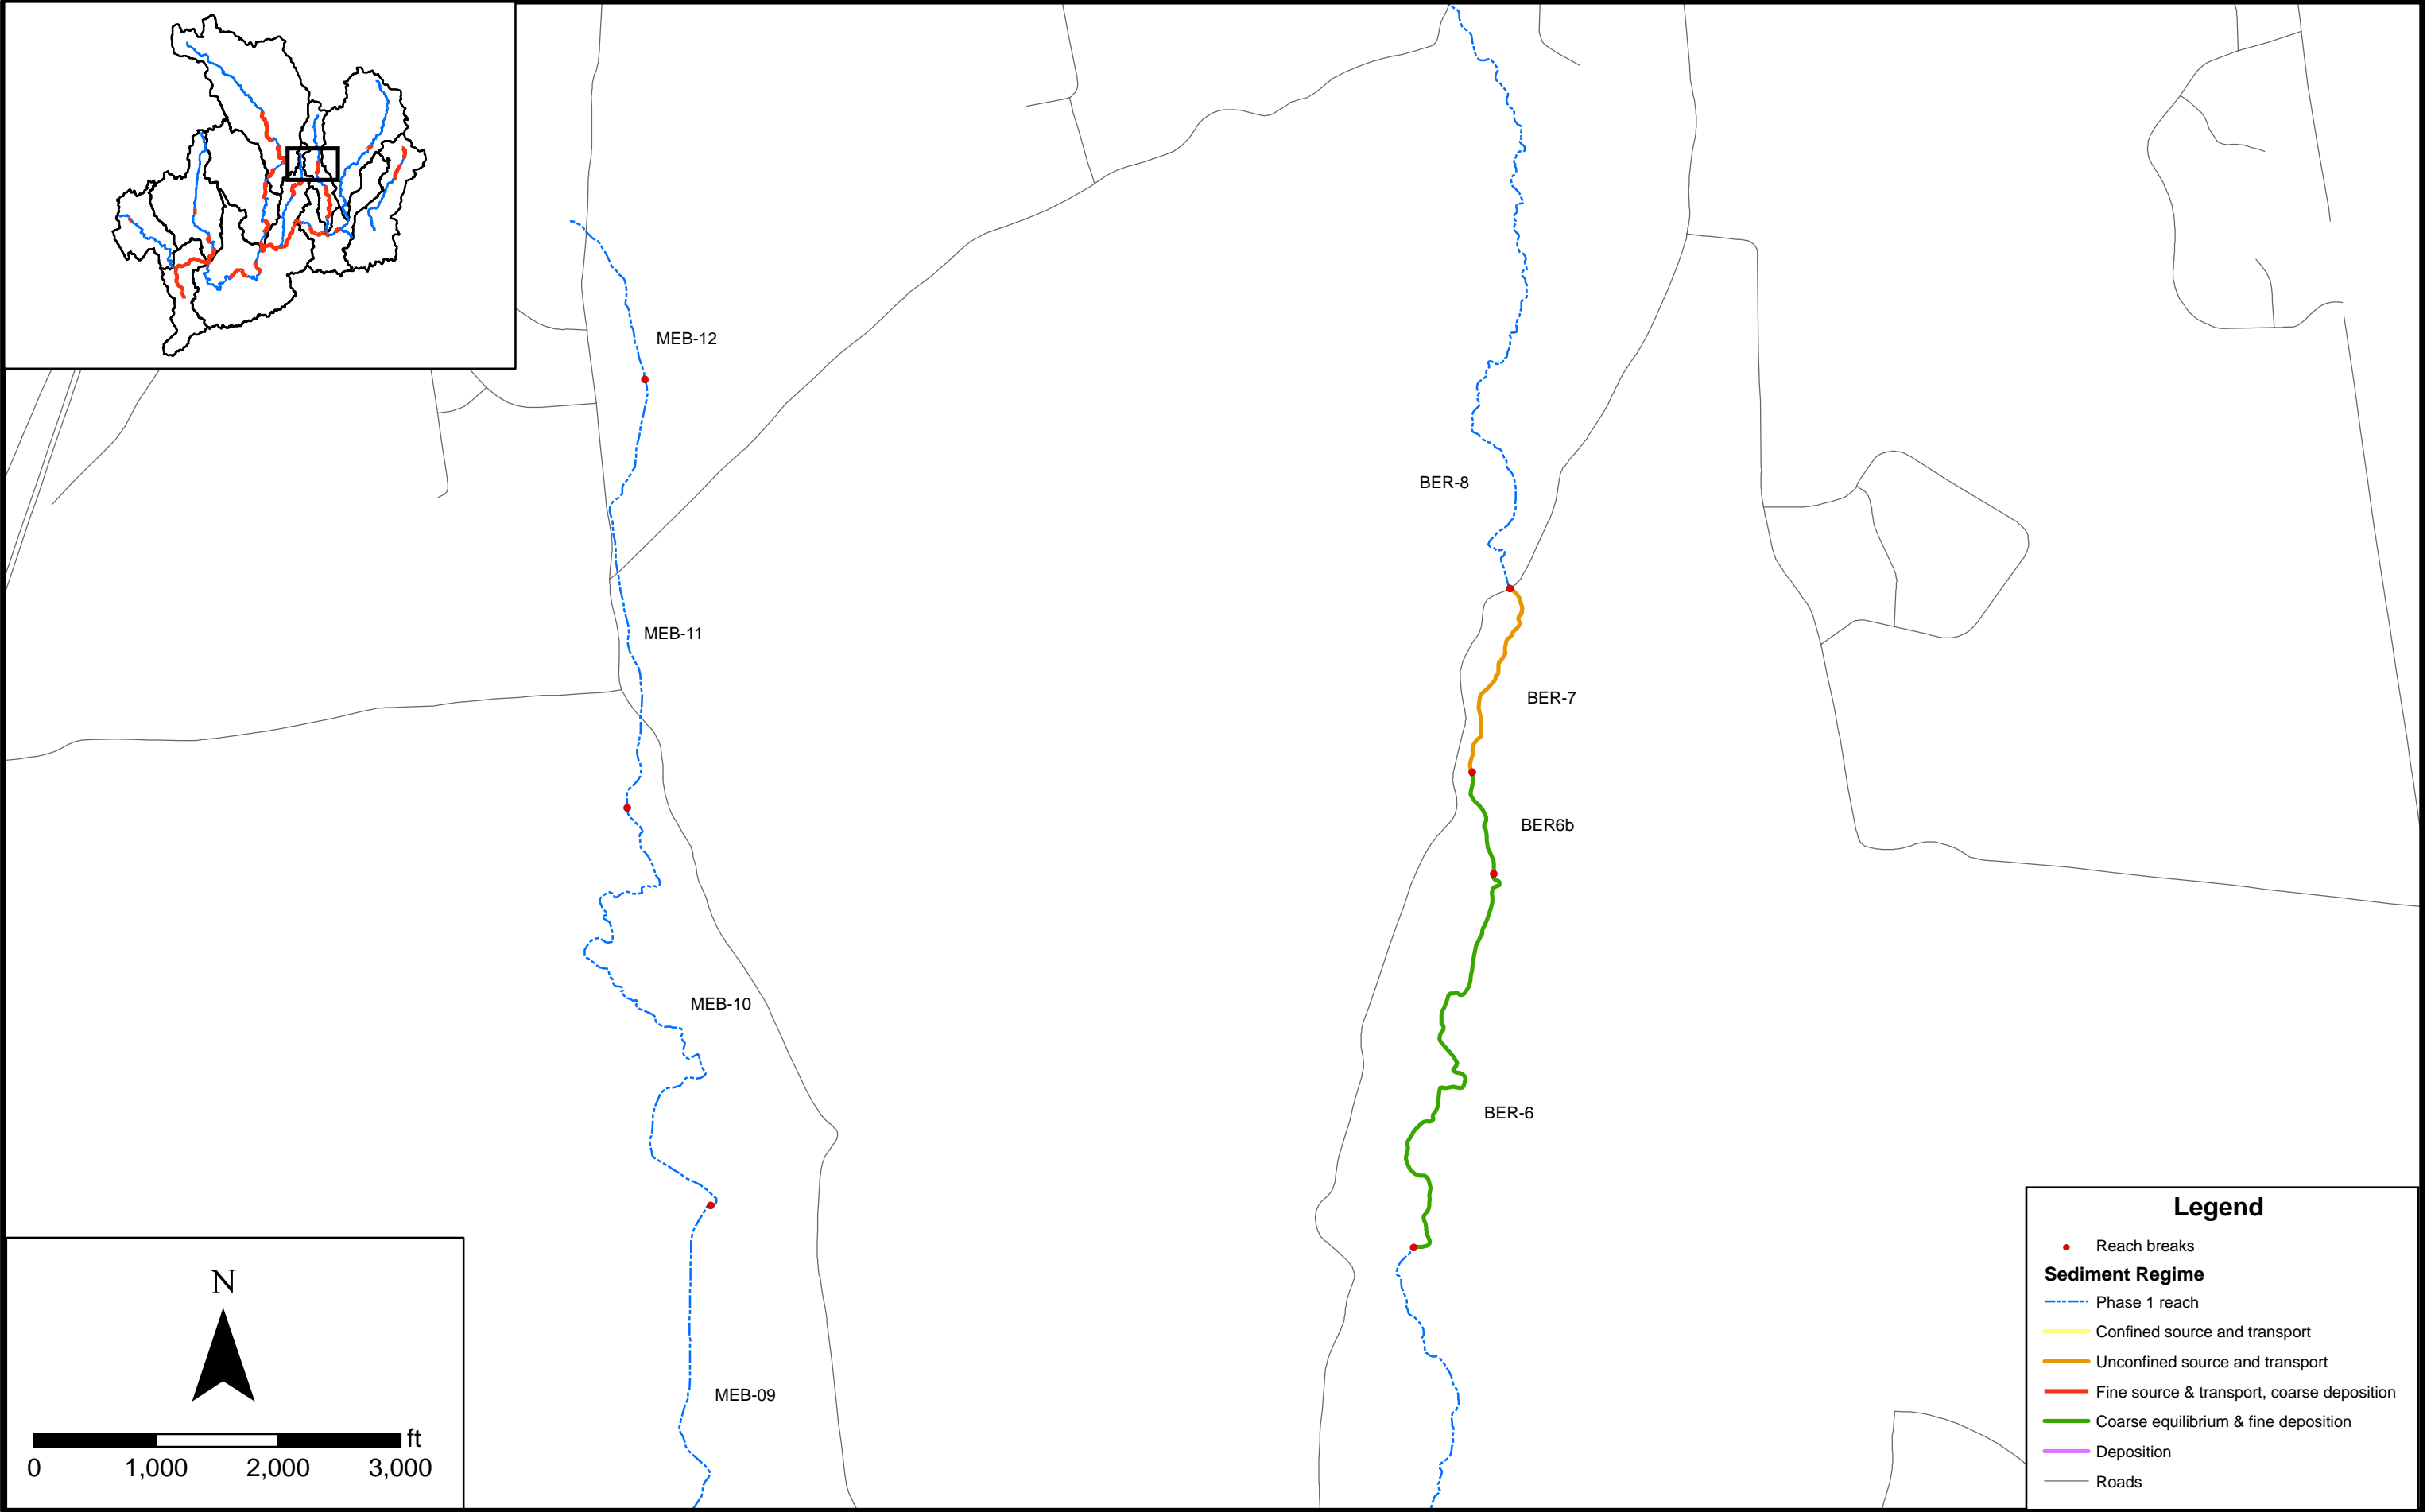 MEB-12
BER-8
MEB-11
BER-7
BER6b
MEB-10
BER-6
MEB-09
N
ft
0 1,000 2,000 3,000
Legend
Reach breaks
Sediment Regime
Phase 1 reach
Confined source and transport
Unconfined source and transport
Fine source & transport, coarse deposition
Coarse equilibrium & fine deposition
Deposition
Roads